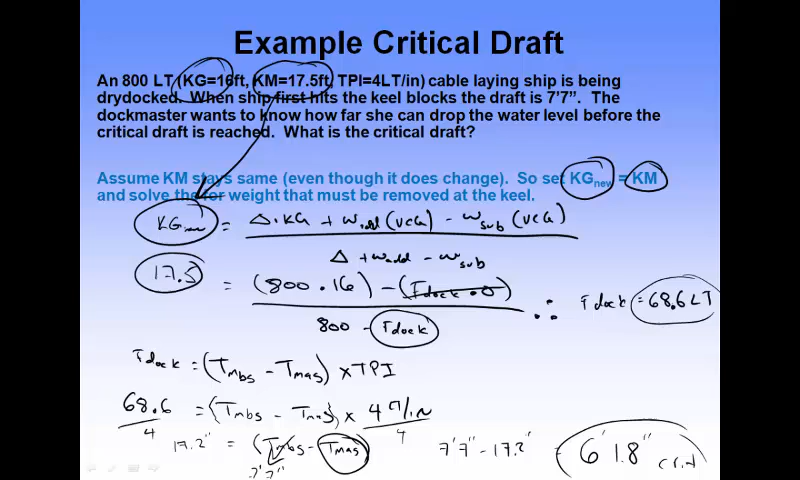 Example Critical Draft
An 800 LT (KG=16ft, KM=17.5ft, TPI=4LT/in) cable laying ship is being
drydocked. When ship first hits the keel blocks the draft is 7'7". The
dockmaster wants to know how far she can drop the water level before the
critical draft is reached. What is the critical draft?
Assume KM stays same (even though it does change). So set KGnew = KM
and solve the for weight that must be removed at the keel.
KGnew = Δ.KG + Wadd (VCG) - Wsub (VCG)
Δ + Wadd - Wsub
17.5 = (800 . 16) - (Fdock . 0)
800 - Fdock
∴ Fdock = 68.6 LT
Fdock = (Tmbs - Tmas) x TPI
68.6 = (Tmbs - Tmas) x 4 LT/in
4 4
17.2" = (Tmbs - Tmas)
7'7"
7'7" - 17.2" = 6' 1.8" crit